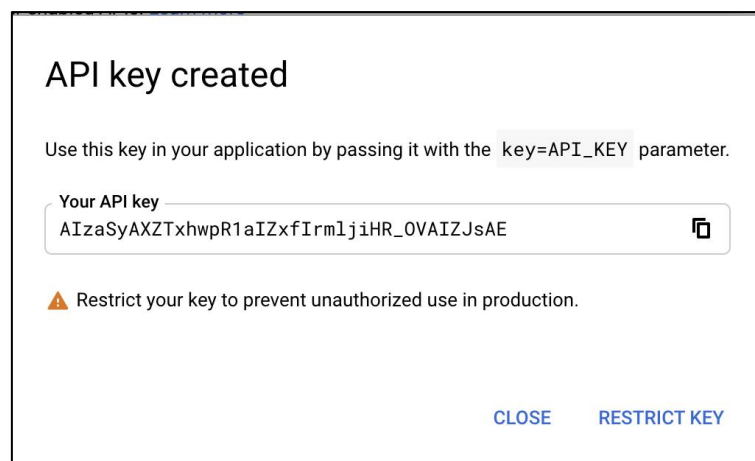 API key created
Use this key in your application by passing it with the key=API_KEY parameter.
Your API key
AIzaSyAXZTxhwpR1aIZxfIrmljiHR_OVAIZJsAE
Restrict your key to prevent unauthorized use in production.
CLOSE RESTRICT KEY